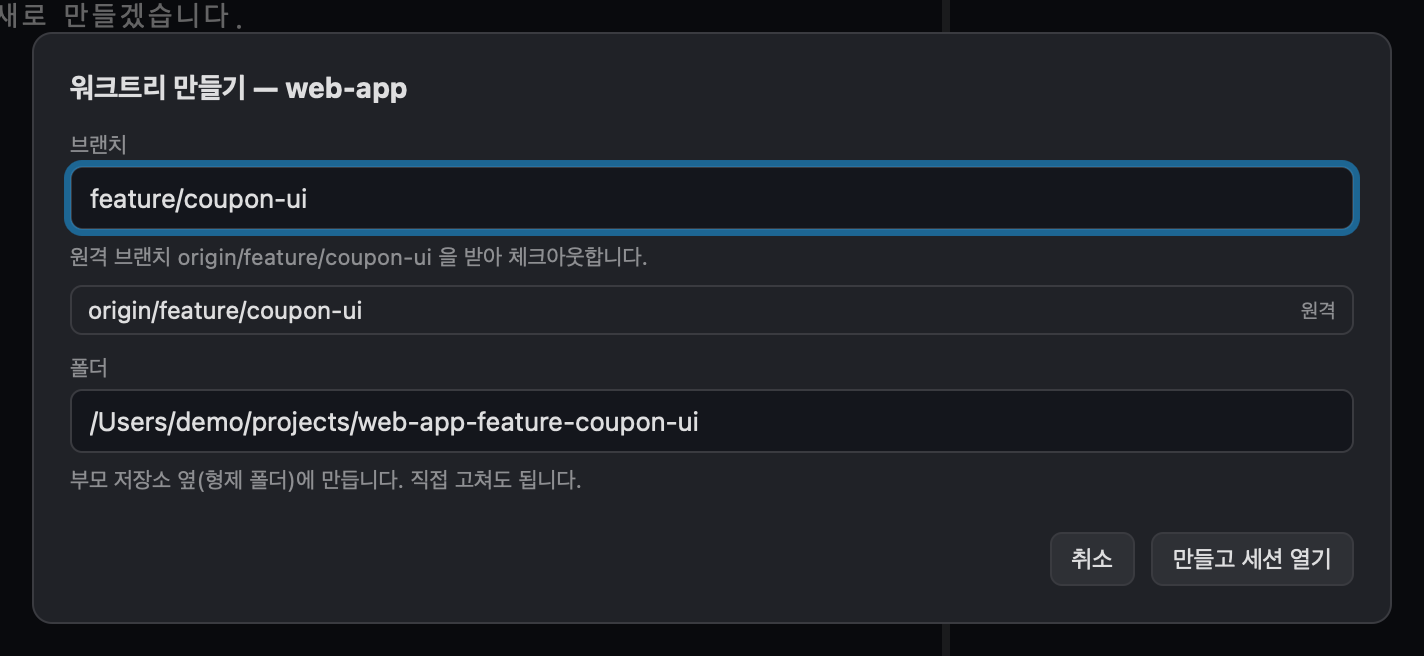 새로 만들겠습니다.
워크트리 만들기 — web-app
브랜치
feature/coupon-ui
원격 브랜치 origin/feature/coupon-ui 을 받아 체크아웃합니다.
origin/feature/coupon-ui 원격
폴더
/Users/demo/projects/web-app-feature-coupon-ui
부모 저장소 옆(형제 폴더)에 만듭니다. 직접 고쳐도 됩니다.
취소 만들고 세션 열기